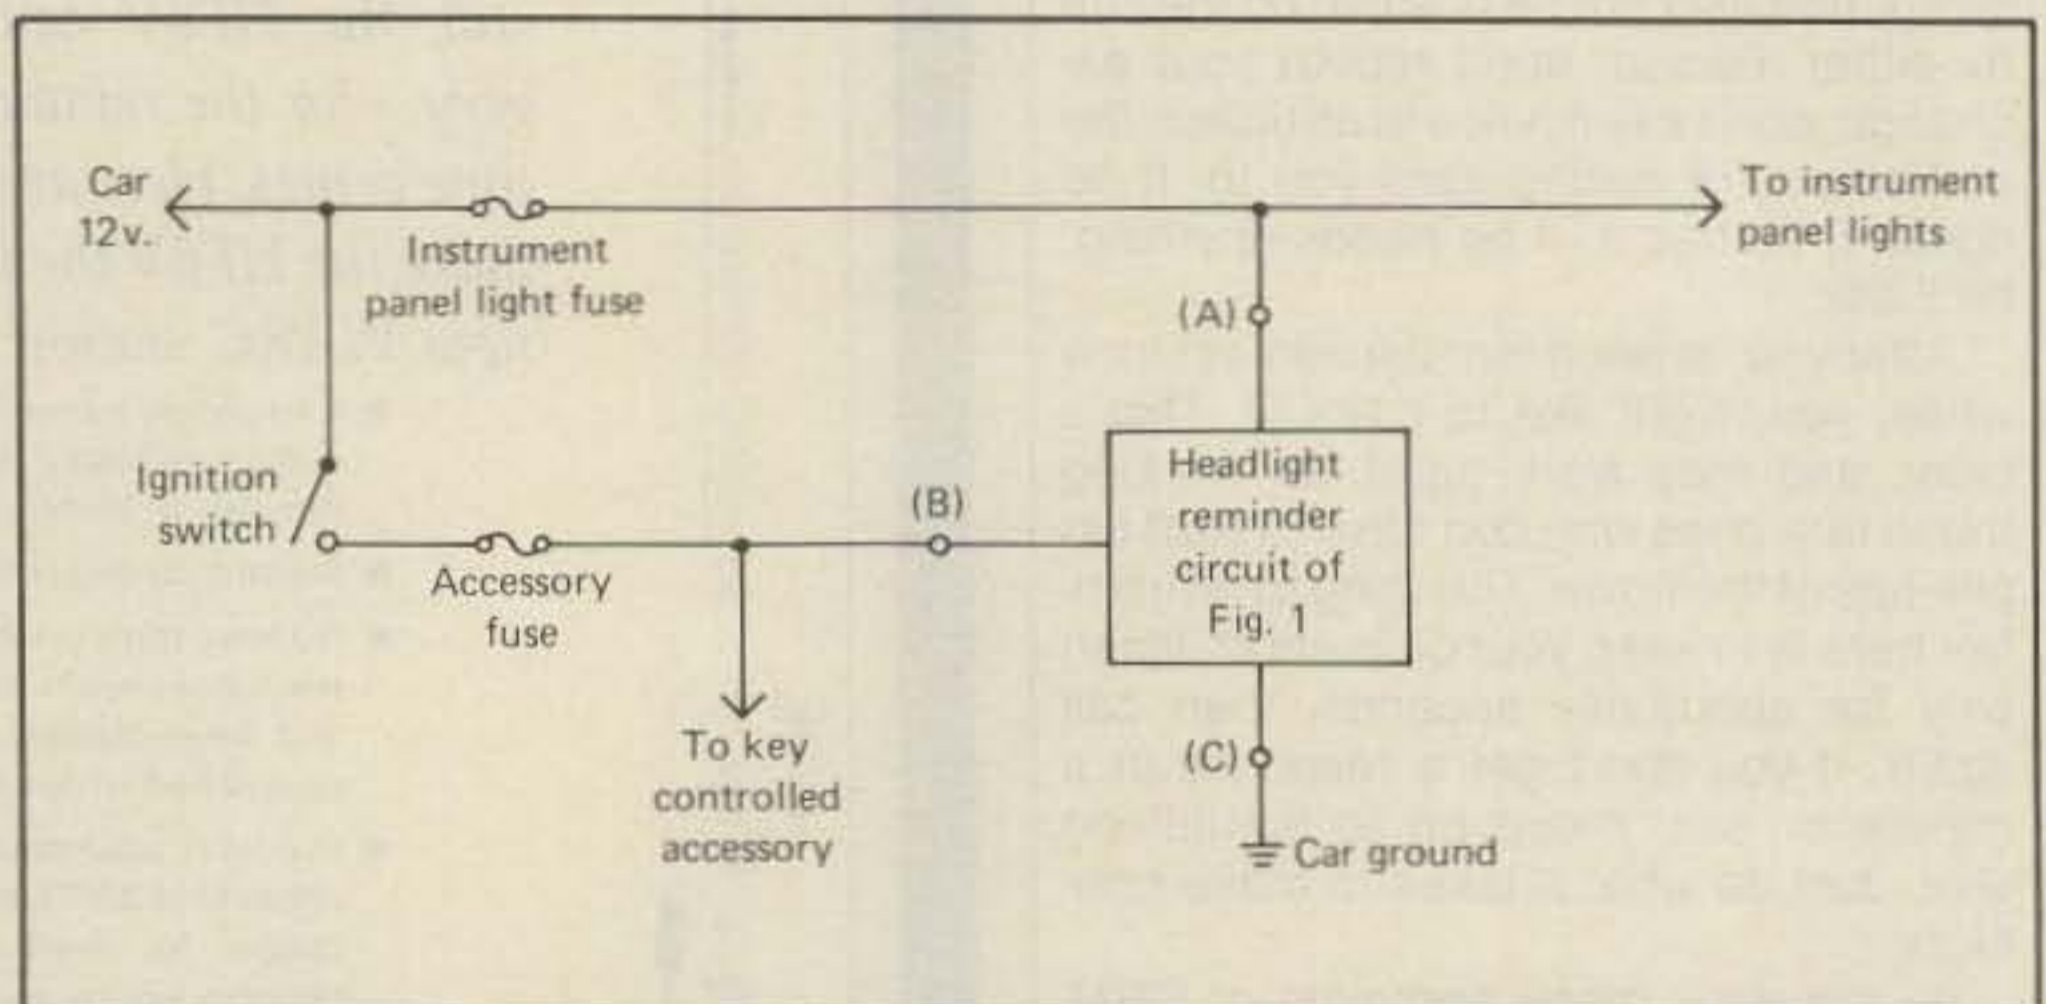 Car
12v.
Instrument
panel light fuse
To instrument
panel lights
(A)
Ignition
switch
Accessory
fuse
(B)
Headlight
reminder
circuit of
Fig. 1
To key
controlled
accessory
(C)
Car ground